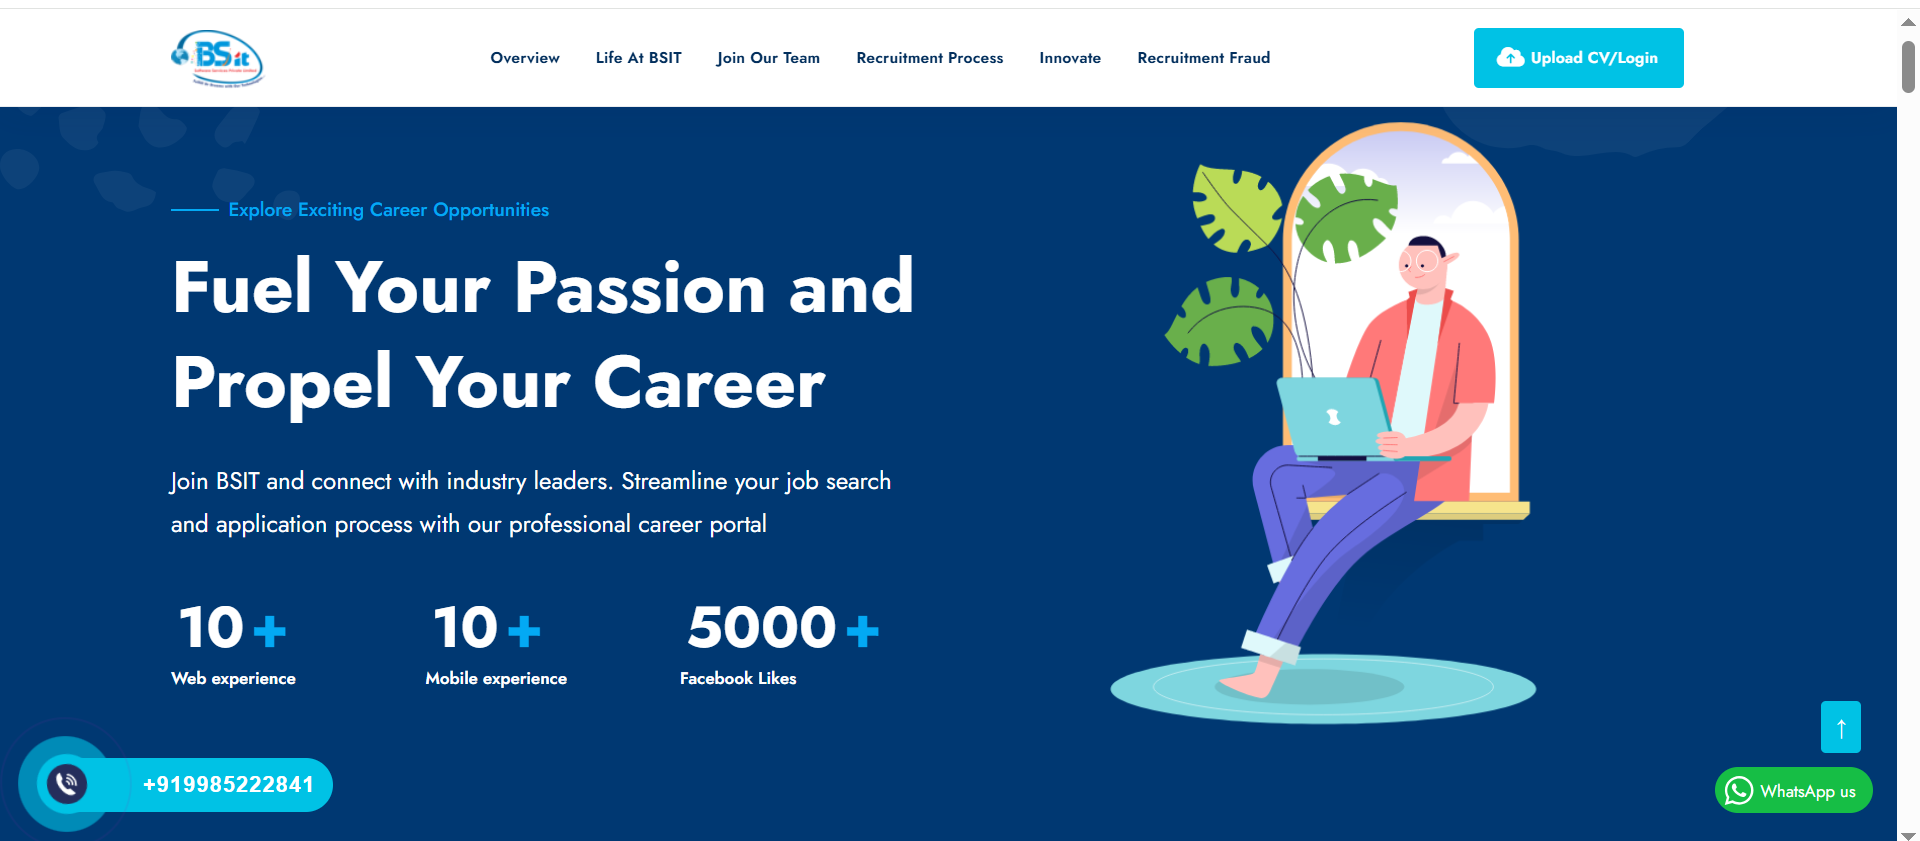 BSit
Overview
Life At BSIT
Join Our Team
Recruitment Process
Innovate
Recruitment Fraud
Upload CV/Login
Explore Exciting Career Opportunities
Fuel Your Passion and
Propel Your Career
Join BSIT and connect with industry leaders. Streamline your job search
and application process with our professional career portal
10 +
Web experience
10 +
Mobile experience
5000 +
Facebook Likes
+919985222841
↑
WhatsApp us